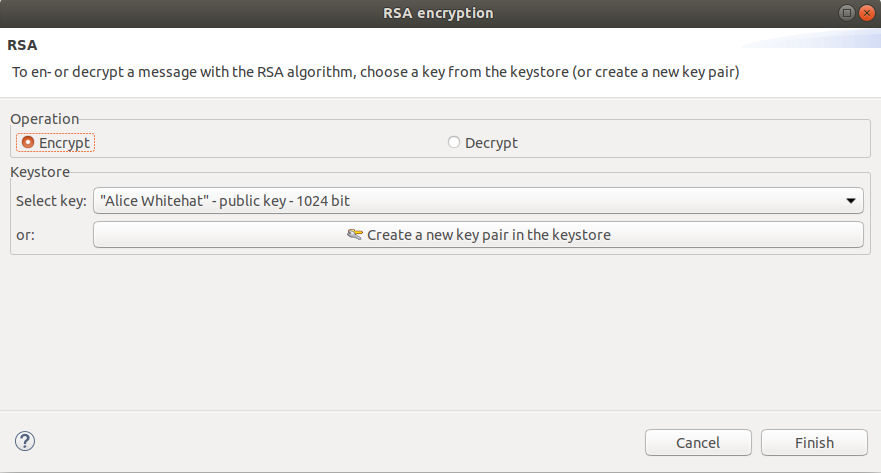 RSA encryption
RSA
To en- or decrypt a message with the RSA algorithm, choose a key from the keystore (or create a new key pair)
Operation
Encrypt Decrypt
Keystore
Select key: "Alice Whitehat" - public key - 1024 bit
or: Create a new key pair in the keystore
? Cancel Finish